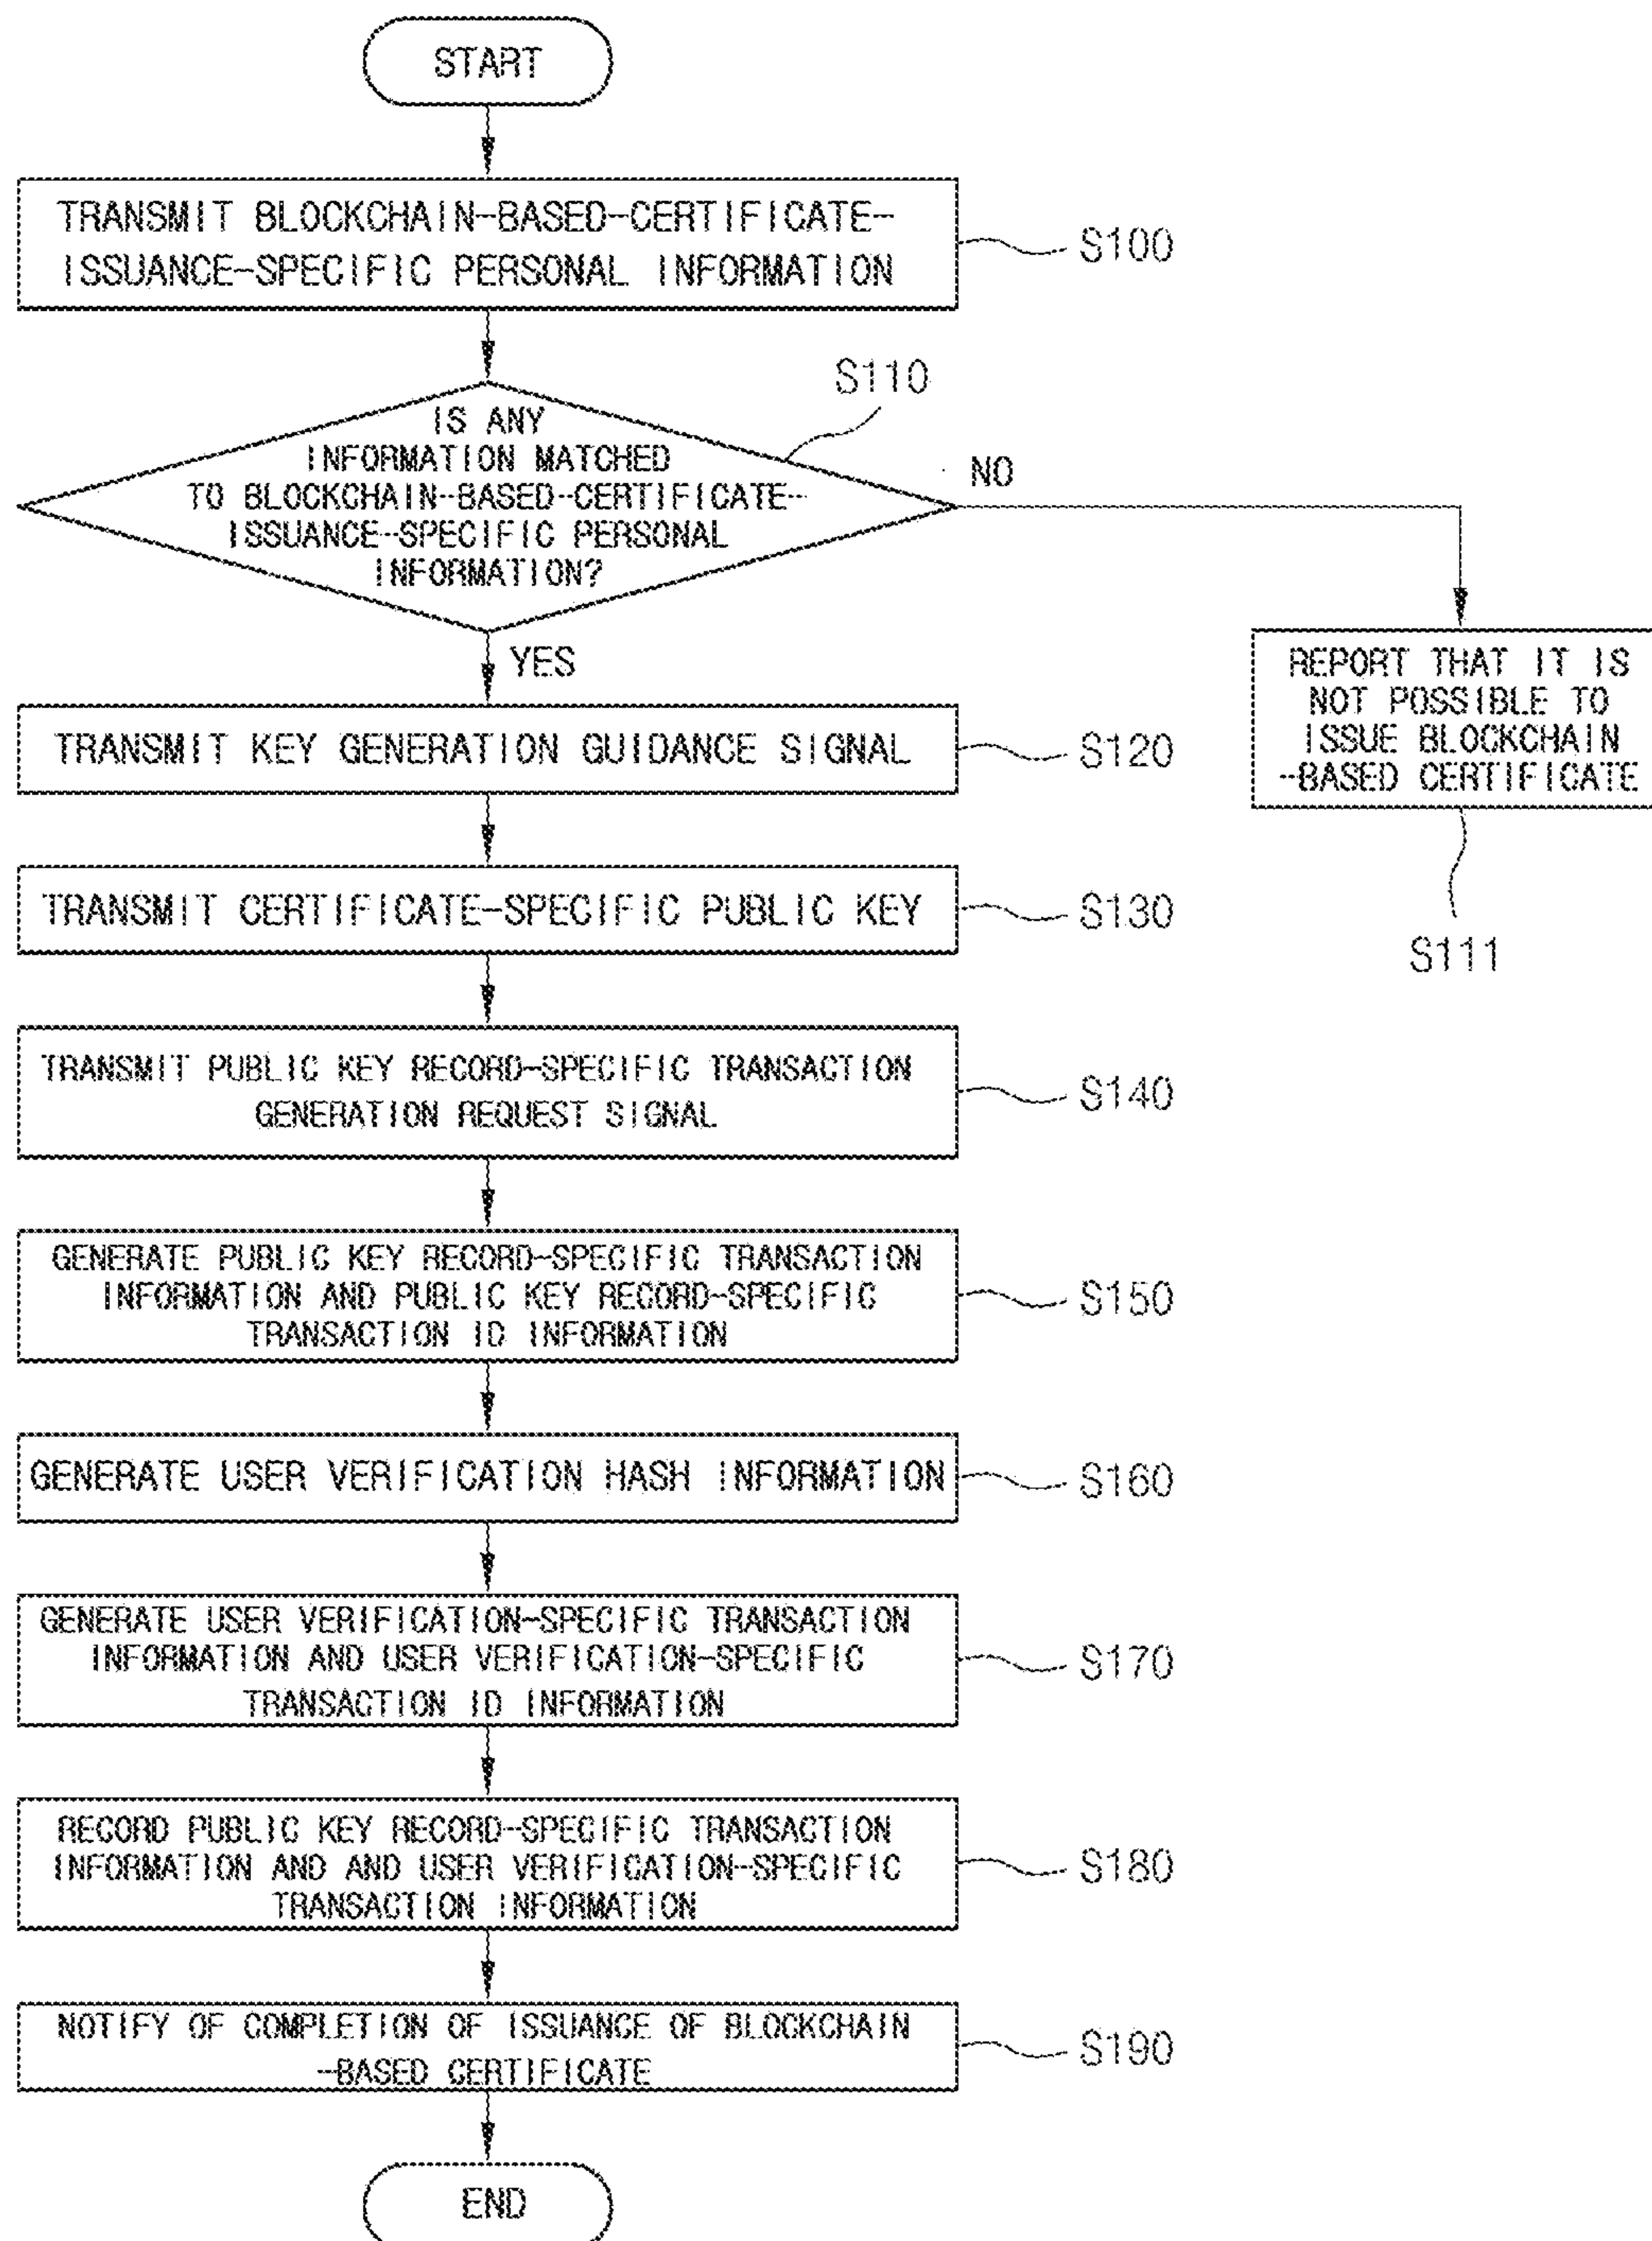 START
TRANSMIT BLOCKCHAIN-BASED-CERTIFICATE-
ISSUANCE-SPECIFIC PERSONAL INFORMATION
S100
S110
IS ANY
INFORMATION MATCHED
TO BLOCKCHAIN-BASED-CERTIFICATE-
ISSUANCE-SPECIFIC PERSONAL
INFORMATION?
NO
YES
REPORT THAT IT IS
NOT POSSIBLE TO
ISSUE BLOCKCHAIN
-BASED CERTIFICATE
S111
TRANSMIT KEY GENERATION GUIDANCE SIGNAL
S120
TRANSMIT CERTIFICATE-SPECIFIC PUBLIC KEY
S130
TRANSMIT PUBLIC KEY RECORD-SPECIFIC TRANSACTION
GENERATION REQUEST SIGNAL
S140
GENERATE PUBLIC KEY RECORD-SPECIFIC TRANSACTION
INFORMATION AND PUBLIC KEY RECORD-SPECIFIC
TRANSACTION ID INFORMATION
S150
GENERATE USER VERIFICATION HASH INFORMATION
S160
GENERATE USER VERIFICATION-SPECIFIC TRANSACTION
INFORMATION AND USER VERIFICATION-SPECIFIC
TRANSACTION ID INFORMATION
S170
RECORD PUBLIC KEY RECORD-SPECIFIC TRANSACTION
INFORMATION AND AND USER VERIFICATION-SPECIFIC
TRANSACTION INFORMATION
S180
NOTIFY OF COMPLETION OF ISSUANCE OF BLOCKCHAIN
-BASED CERTIFICATE
S190
END